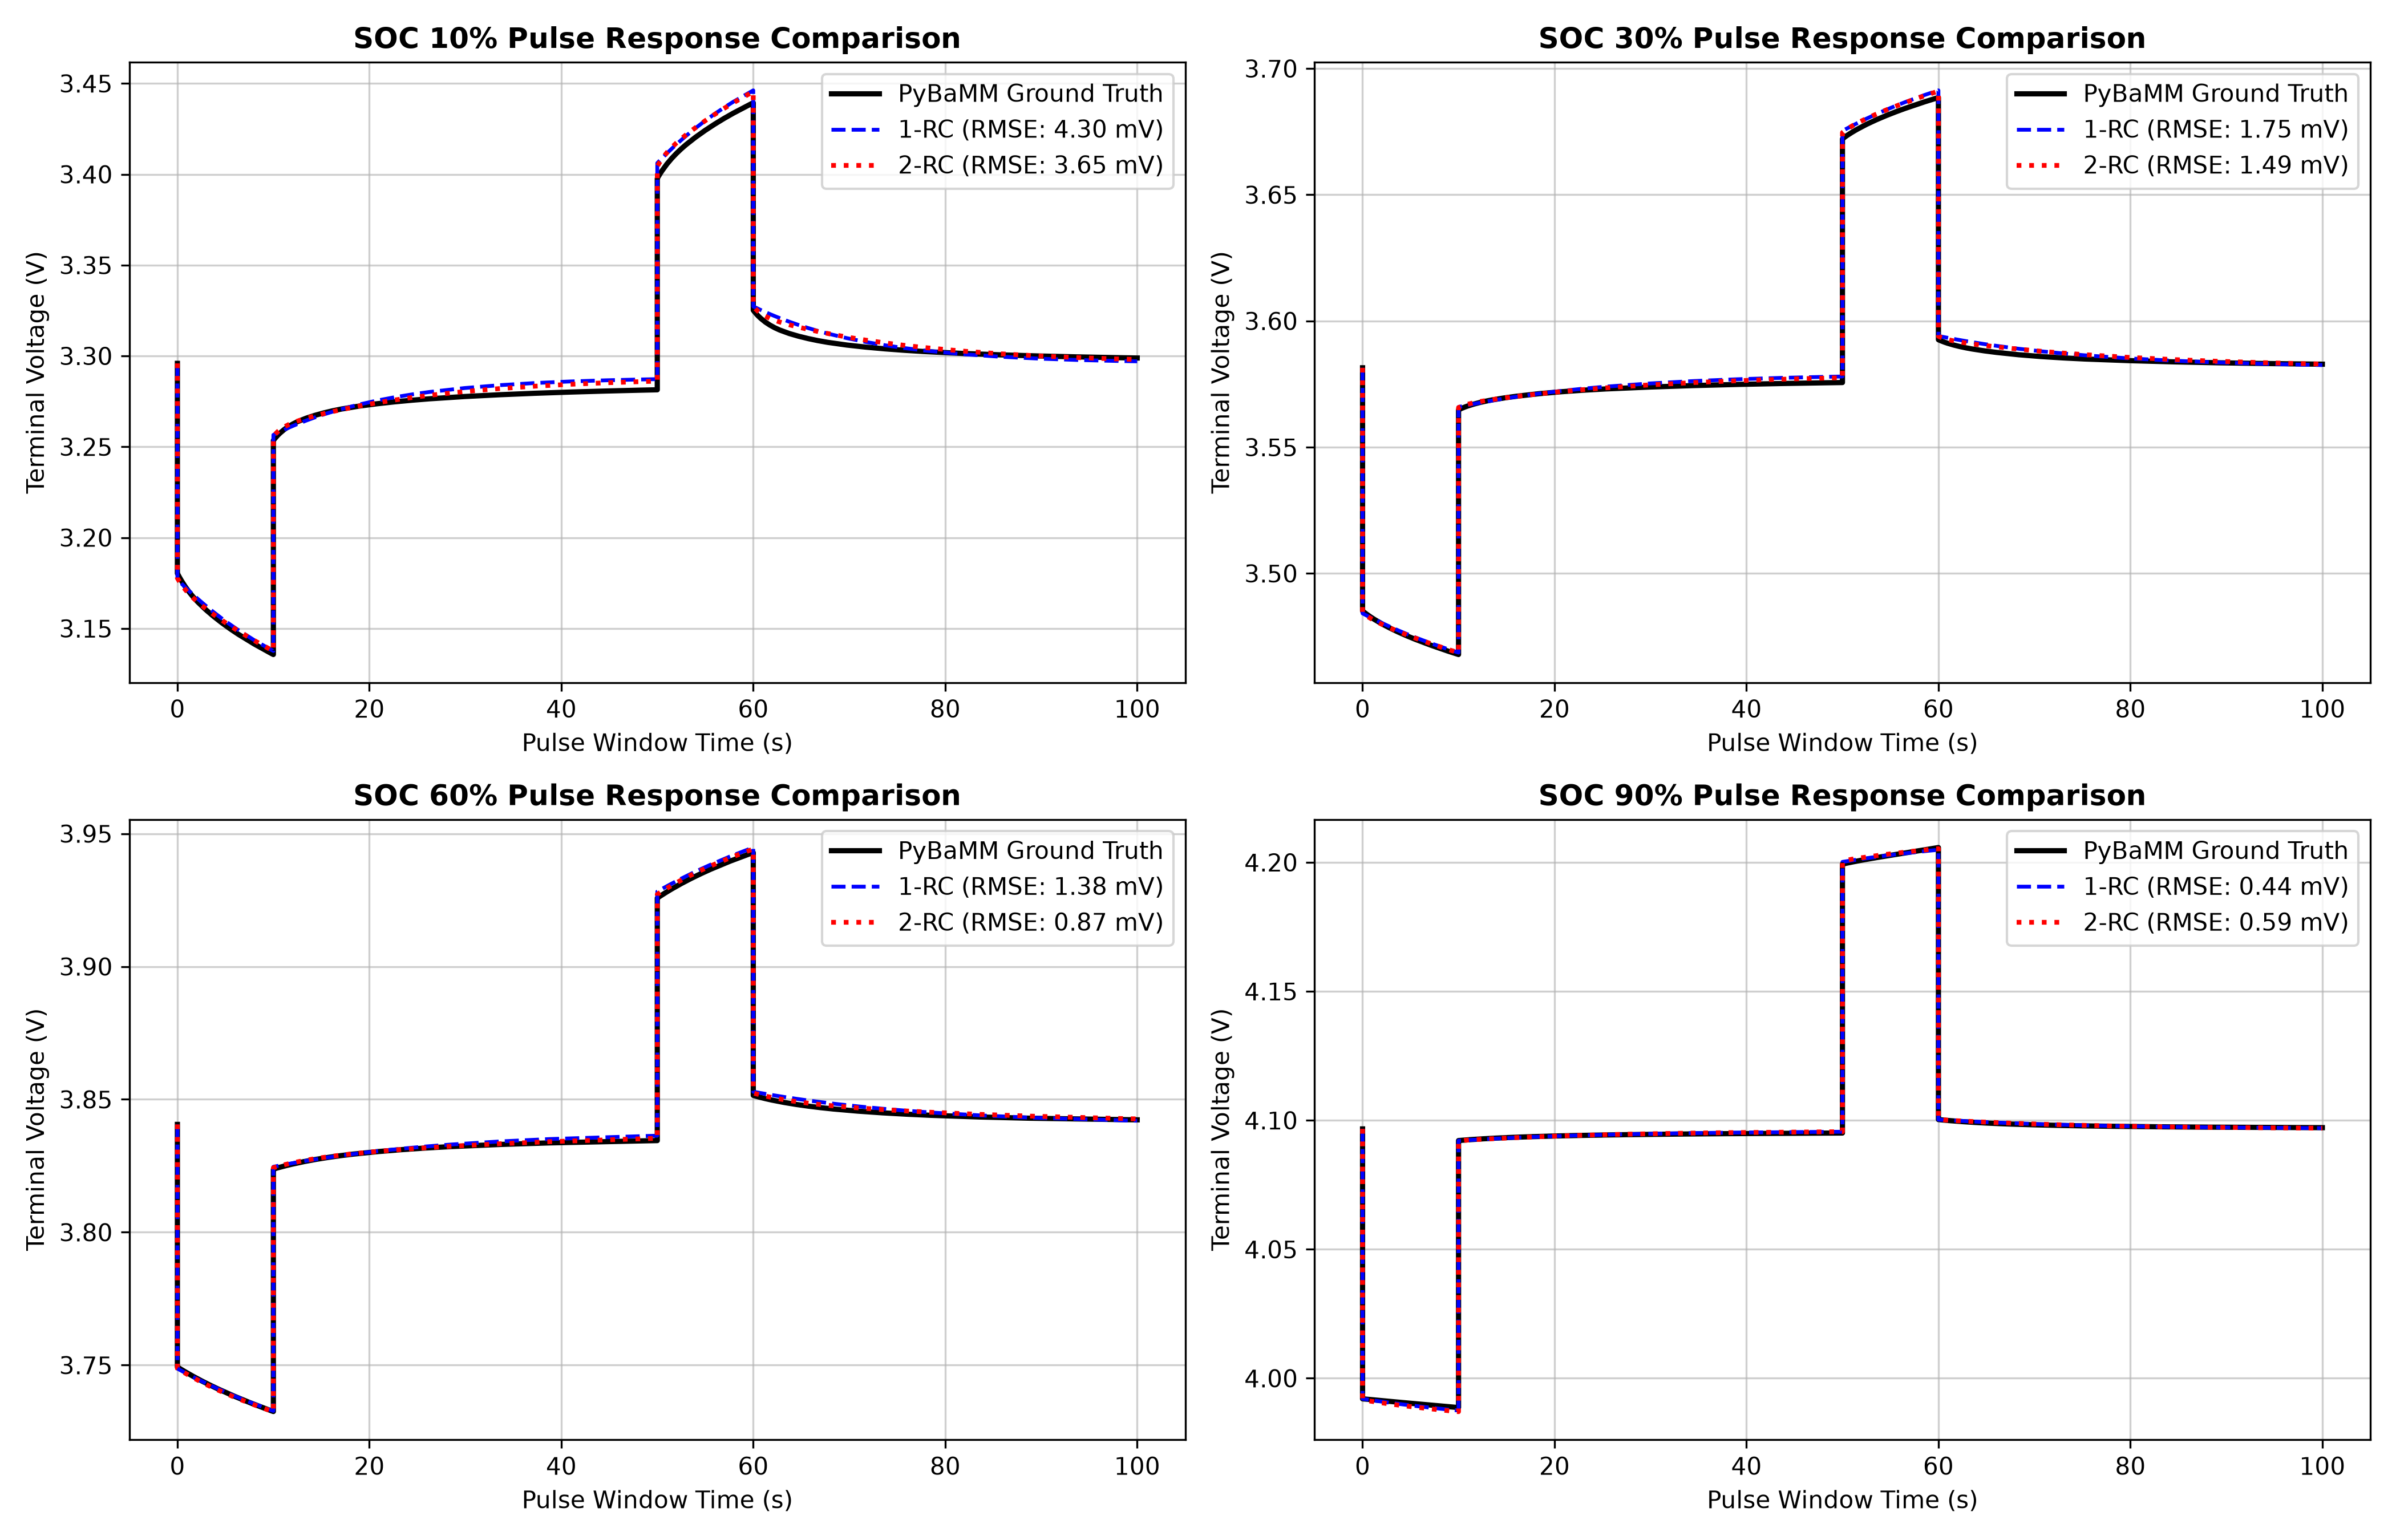 SOC 10% Pulse Response Comparison
3.45
3.40
3.35
3.30
3.25
3.20
3.15
Terminal Voltage (V)
PyBaMM Ground Truth
1-RC (RMSE: 4.30 mV)
2-RC (RMSE: 3.65 mV)
0 20 40 60 80 100
Pulse Window Time (s)
SOC 30% Pulse Response Comparison
3.70
3.65
3.60
3.55
3.50
Terminal Voltage (V)
PyBaMM Ground Truth
1-RC (RMSE: 1.75 mV)
2-RC (RMSE: 1.49 mV)
0 20 40 60 80 100
Pulse Window Time (s)
SOC 60% Pulse Response Comparison
3.95
3.90
3.85
3.80
3.75
Terminal Voltage (V)
PyBaMM Ground Truth
1-RC (RMSE: 1.38 mV)
2-RC (RMSE: 0.87 mV)
0 20 40 60 80 100
Pulse Window Time (s)
SOC 90% Pulse Response Comparison
4.20
4.15
4.10
4.05
4.00
Terminal Voltage (V)
PyBaMM Ground Truth
1-RC (RMSE: 0.44 mV)
2-RC (RMSE: 0.59 mV)
0 20 40 60 80 100
Pulse Window Time (s)